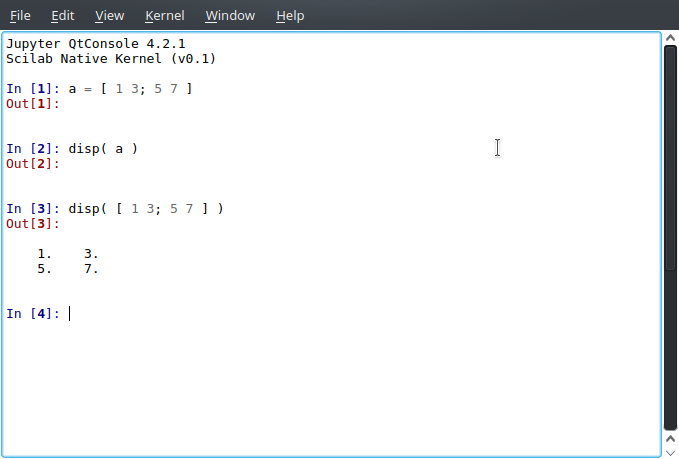 File Edit View Kernel Window Help
Jupyter QtConsole 4.2.1
Scilab Native Kernel (v0.1)
In [1]: a = [ 1 3; 5 7 ]
Out[1]:
In [2]: disp( a )
Out[2]:
In [3]: disp( [ 1 3; 5 7 ] )
Out[3]:
1. 3.
5. 7.
In [4]: